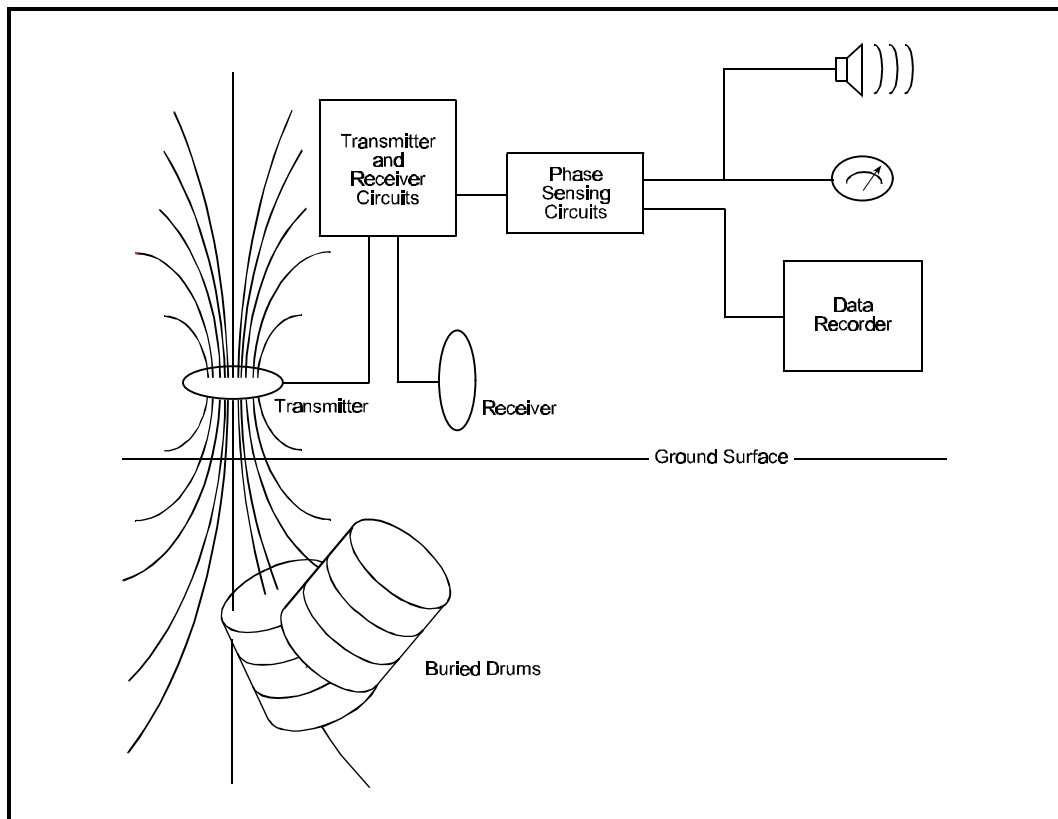 Transmitter
and
Receiver
Circuits
Phase
Sensing
Circuits
Data
Recorder
Transmitter
Receiver
Ground Surface
Buried Drums